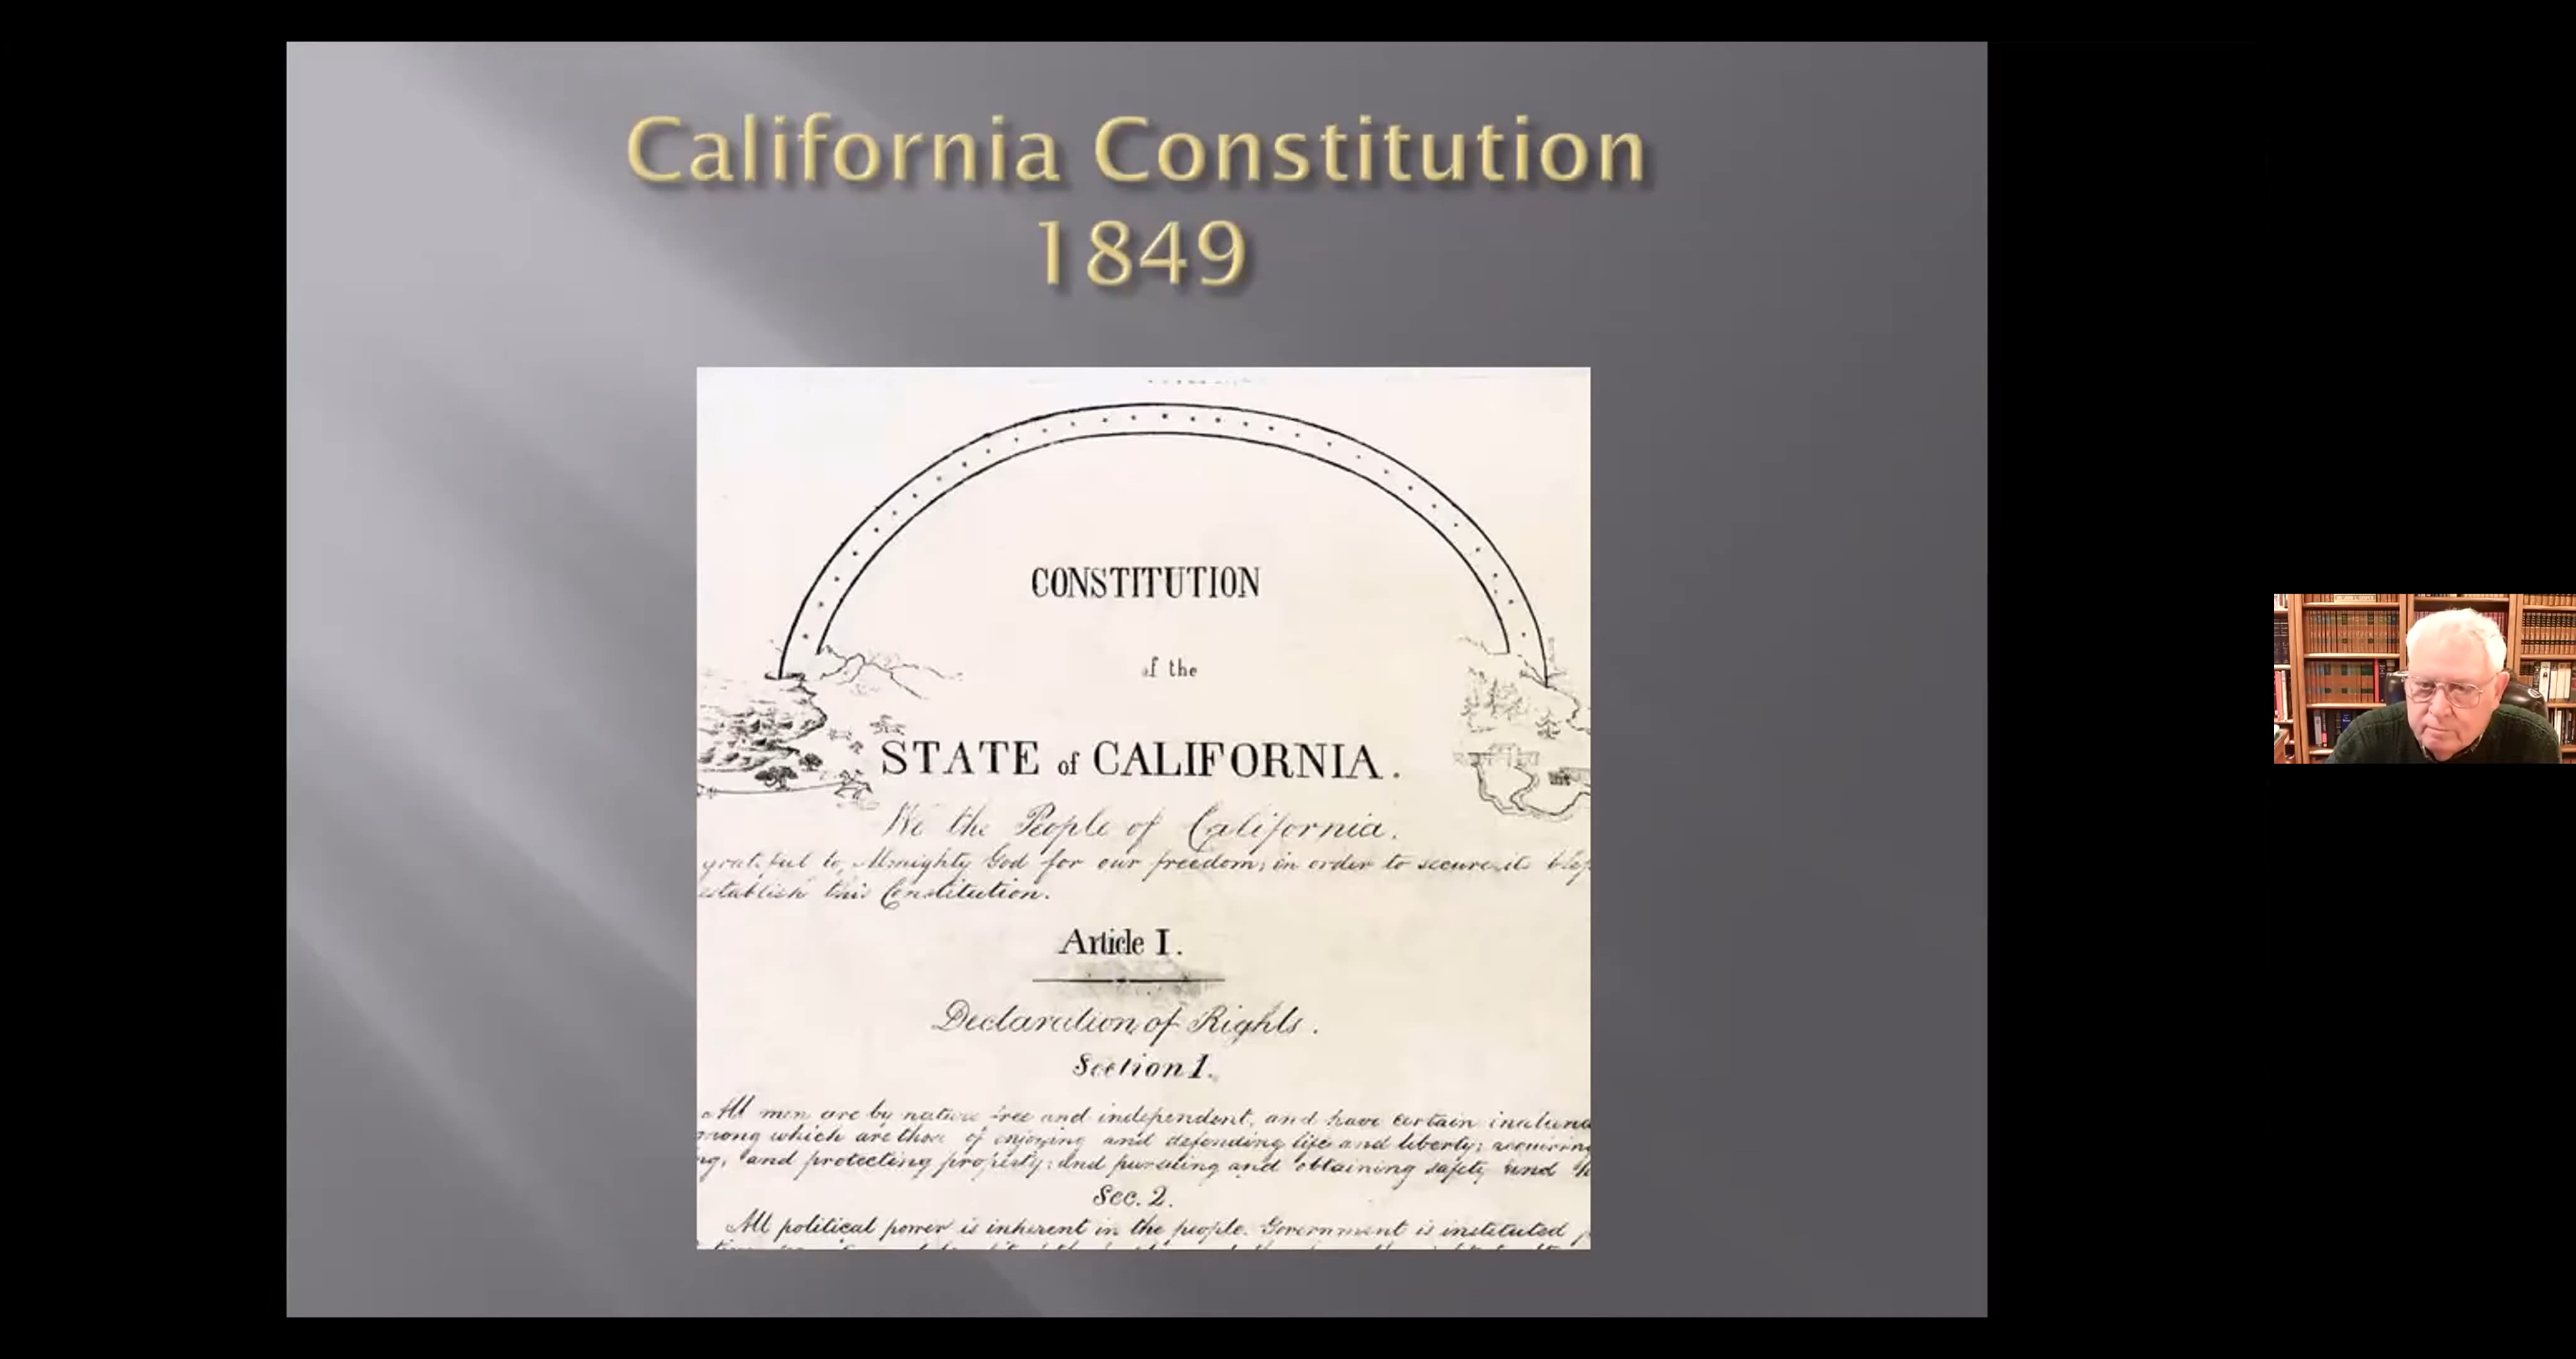 California Constitution
1849
CONSTITUTION
of the
STATE of CALIFORNIA.
We the People of California.
grateful to Almighty God for our freedom; in order to secure its
establish this Constitution.
Article I.
Declaration of Rights.
Section 1.
All men are by nature free and independent, and have certain
among which are those of enjoying and defending life and liberty; acquiring
and protecting property: and pursuing and obtaining safety and
Sec. 2.
All political power is inherent in the people. Government is instituted